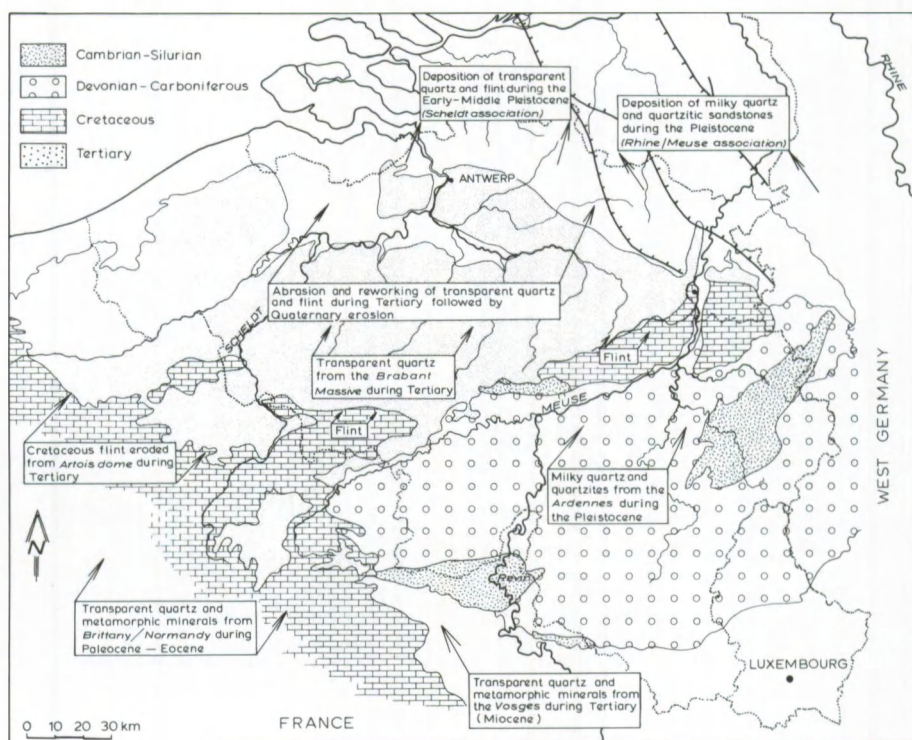 Cambrian-Silurian
Devonian-Carboniferous
Cretaceous
Tertiary
Deposition of transparent
quartz and flint during the
Early-Middle Pleistocene
(Scheldt association)
Deposition of milky quartz
and quartzitic sandstones
during the Pleistocene
(Rhine/Meuse association)
RHINE
ANTWERP
Abrasion and reworking of transparent quartz
and flint during Tertiary followed by
Quaternary erosion
SCHELDT
Transparent quartz
from the Brabant
Massive during Tertiary
Flint
MEUSE
Flint
WEST GERMANY
Cretaceous flint eroded
from Artois dome during
Tertiary
Milky quartz and
quartzites from the
Ardennes during
the Pleistocene
N
Revin
Transparent quartz and
metamorphic minerals from
Brittany/Normandy during
Paleocene - Eocene
Transparent quartz and
metamorphic minerals from
the Vosges during Tertiary
(Miocene)
LUXEMBOURG
0 10 20 30 km
FRANCE